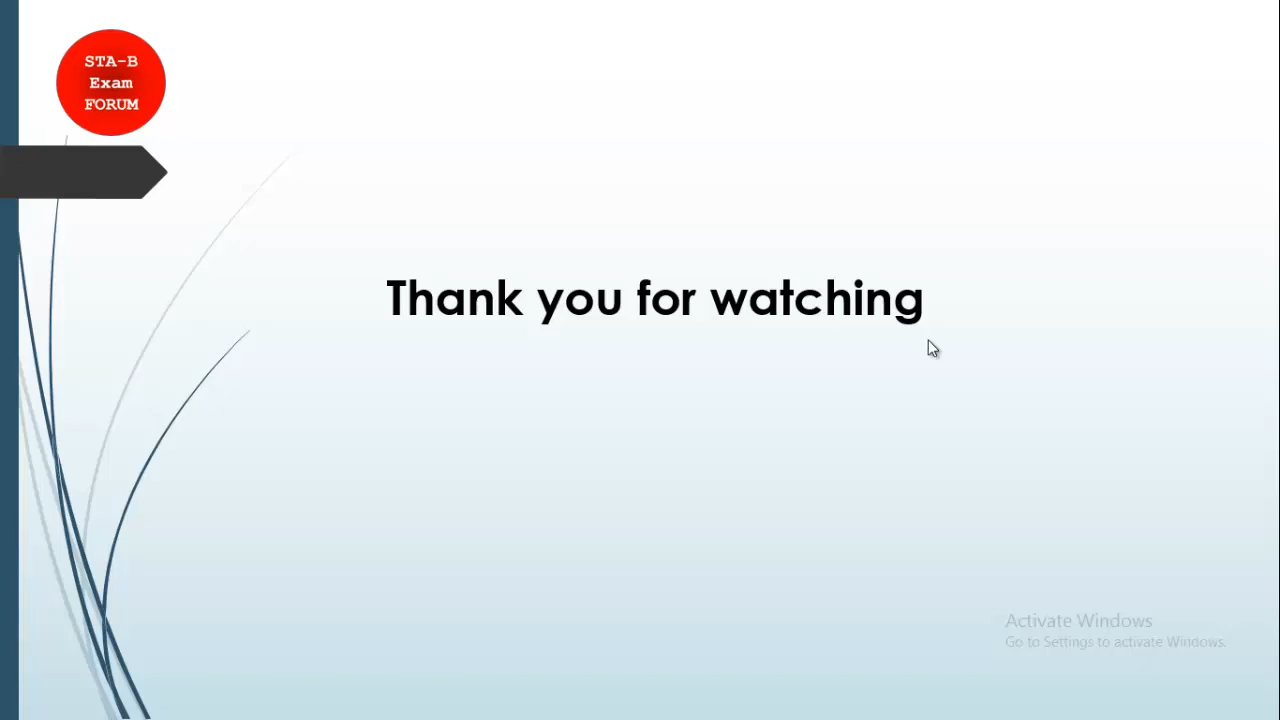 STA-B
Exam
FORUM
Thank you for watching
Activate Windows
Go to Settings to activate Windows.